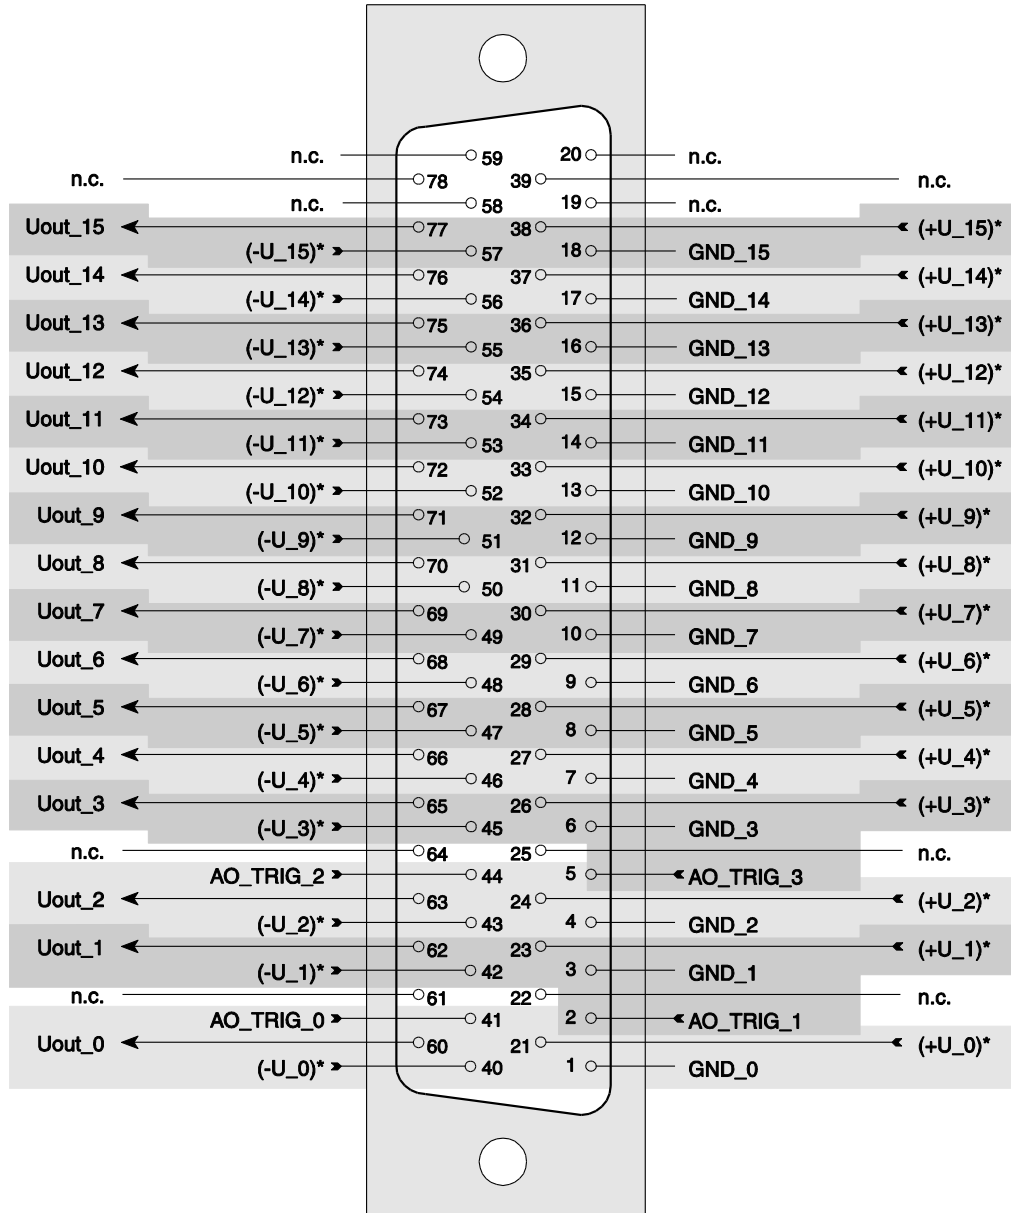 n.c. 59 20 n.c.
n.c. 78 39 n.c.
n.c. 58 19 n.c.
Uout_15 77 38 (+U_15)*
(-U_15)* 57 18 GND_15
Uout_14 76 37 (+U_14)*
(-U_14)* 56 17 GND_14
Uout_13 75 36 (+U_13)*
(-U_13)* 55 16 GND_13
Uout_12 74 35 (+U_12)*
(-U_12)* 54 15 GND_12
Uout_11 73 34 (+U_11)*
(-U_11)* 53 14 GND_11
Uout_10 72 33 (+U_10)*
(-U_10)* 52 13 GND_10
Uout_9 71 32 (+U_9)*
(-U_9)* 51 12 GND_9
Uout_8 70 31 (+U_8)*
(-U_8)* 50 11 GND_8
Uout_7 69 30 (+U_7)*
(-U_7)* 49 10 GND_7
Uout_6 68 29 (+U_6)*
(-U_6)* 48 9 GND_6
Uout_5 67 28 (+U_5)*
(-U_5)* 47 8 GND_5
Uout_4 66 27 (+U_4)*
(-U_4)* 46 7 GND_4
Uout_3 65 26 (+U_3)*
(-U_3)* 45 6 GND_3
n.c. 64 25 n.c.
AO_TRIG_2 44 5 AO_TRIG_3
Uout_2 63 24 (+U_2)*
(-U_2)* 43 4 GND_2
Uout_1 62 23 (+U_1)*
(-U_1)* 42 3 GND_1
n.c. 61 22 n.c.
AO_TRIG_0 41 2 AO_TRIG_1
Uout_0 60 21 (+U_0)*
(-U_0)* 40 1 GND_0